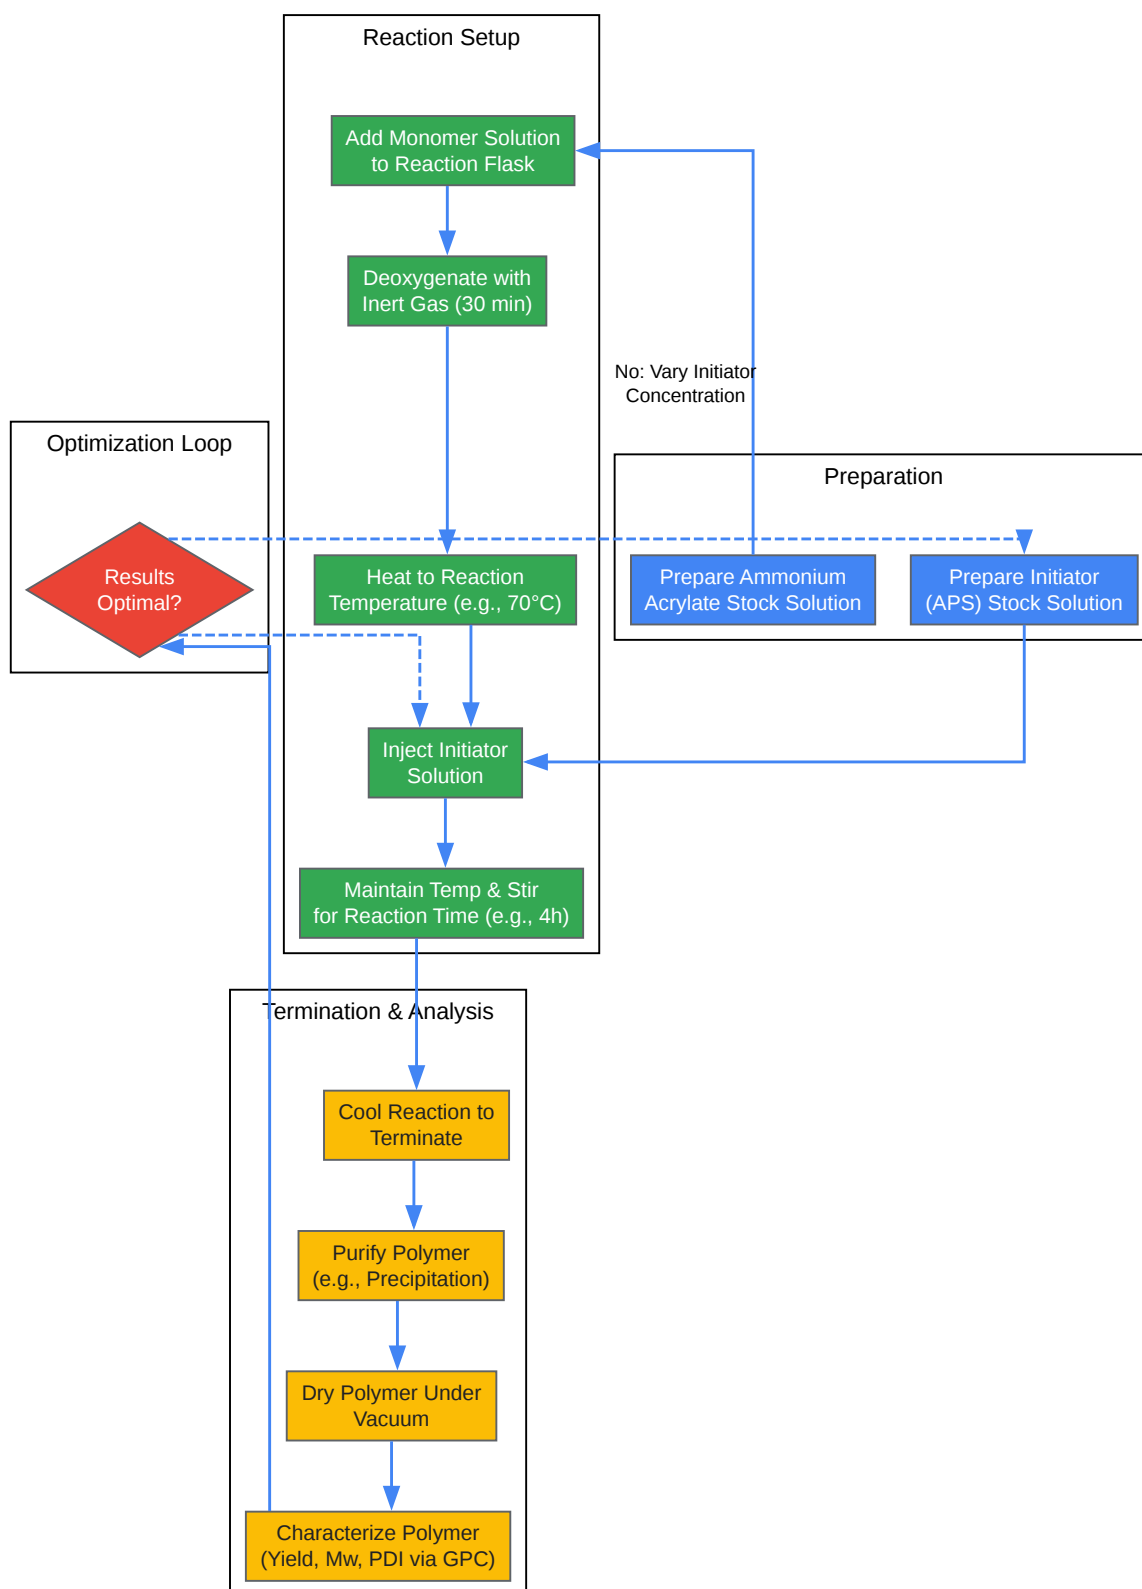 Reaction Setup
Add Monomer Solution
to Reaction Flask
Deoxygenate with
Inert Gas (30 min)
No: Vary Initiator
Concentration
Optimization Loop
Preparation
Results
Optimal?
Heat to Reaction
Temperature (e.g., 70°C)
Prepare Ammonium
Acrylate Stock Solution
Prepare Initiator
(APS) Stock Solution
Inject Initiator
Solution
Maintain Temp & Stir
for Reaction Time (e.g., 4h)
Termination & Analysis
Cool Reaction to
Terminate
Purify Polymer
(e.g., Precipitation)
Dry Polymer Under
Vacuum
Characterize Polymer
(Yield, Mw, PDI via GPC)